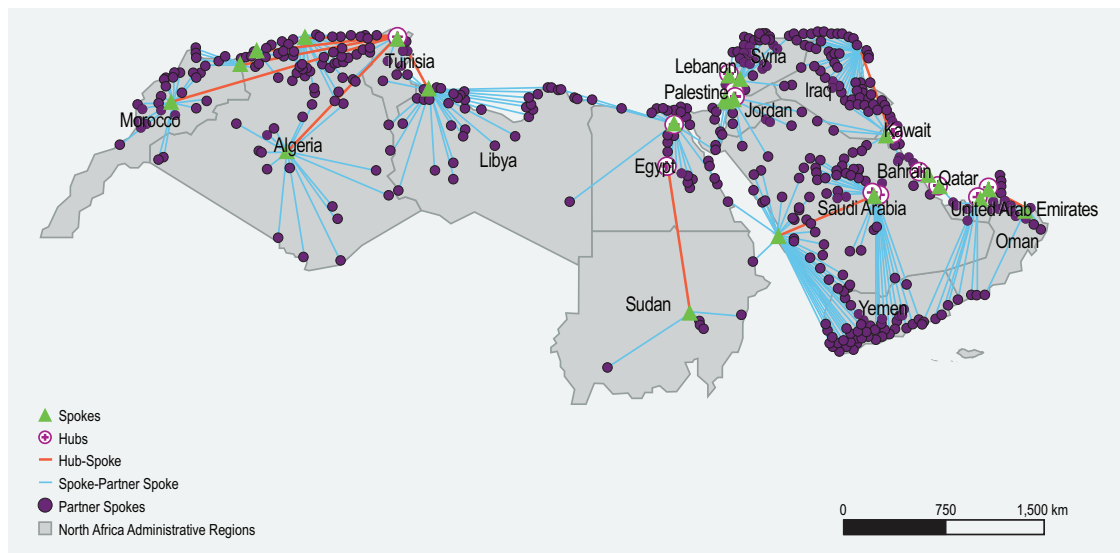 Tunisia
Syria
Lebanon
Iraq
Palestine
Jordan
Morocco
Kawait
Algeria
Libya
Egypt
Bahrain
Qatar
Saudi Arabia
United Arab Emirates
Oman
Sudan
Yemen
Spokes
Hubs
Hub-Spoke
Spoke-Partner Spoke
Partner Spokes
North Africa Administrative Regions
0 750 1,500 km